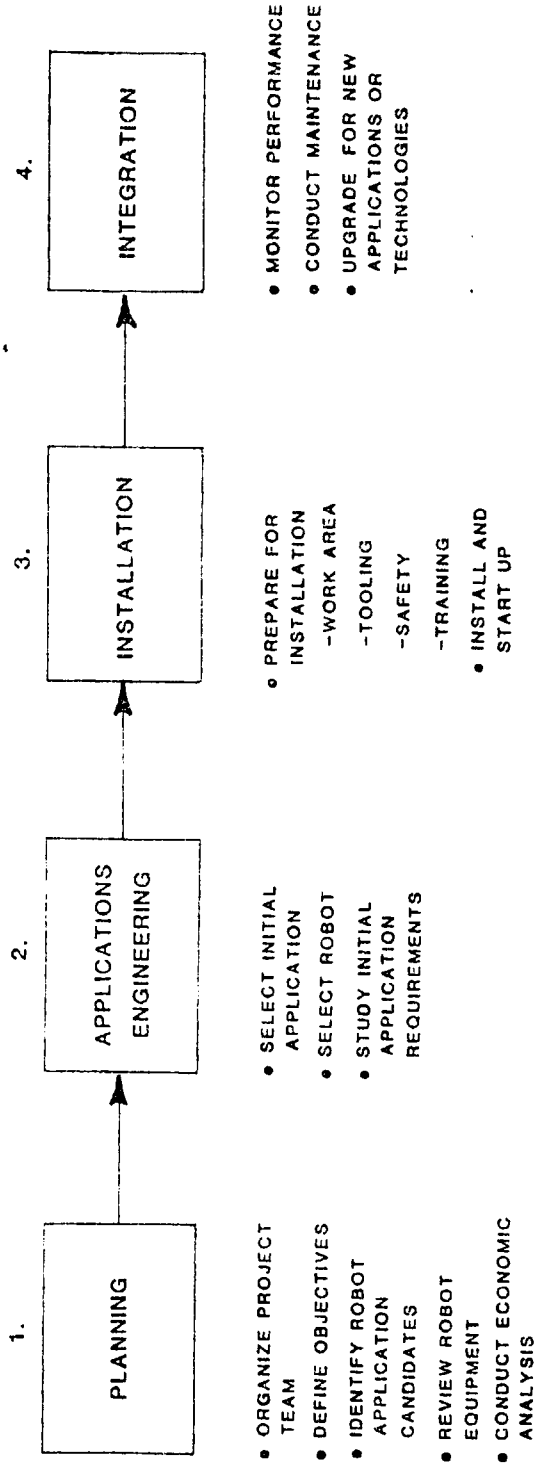 1.
PLANNING
• ORGANIZE PROJECT
TEAM
• DEFINE OBJECTIVES
• IDENTIFY ROBOT
APPLICATION
CANDIDATES
• REVIEW ROBOT
EQUIPMENT
• CONDUCT ECONOMIC
ANALYSIS
2.
APPLICATIONS
ENGINEERING
• SELECT INITIAL
APPLICATION
• SELECT ROBOT
• STUDY INITIAL
APPLICATION
REQUIREMENTS
3.
INSTALLATION
• PREPARE FOR
INSTALLATION
-WORK AREA
-TOOLING
-SAFETY
-TRAINING
• INSTALL AND
START UP
4.
INTEGRATION
• MONITOR PERFORMANCE
• CONDUCT MAINTENANCE
• UPGRADE FOR NEW
APPLICATIONS OR
TECHNOLOGIES